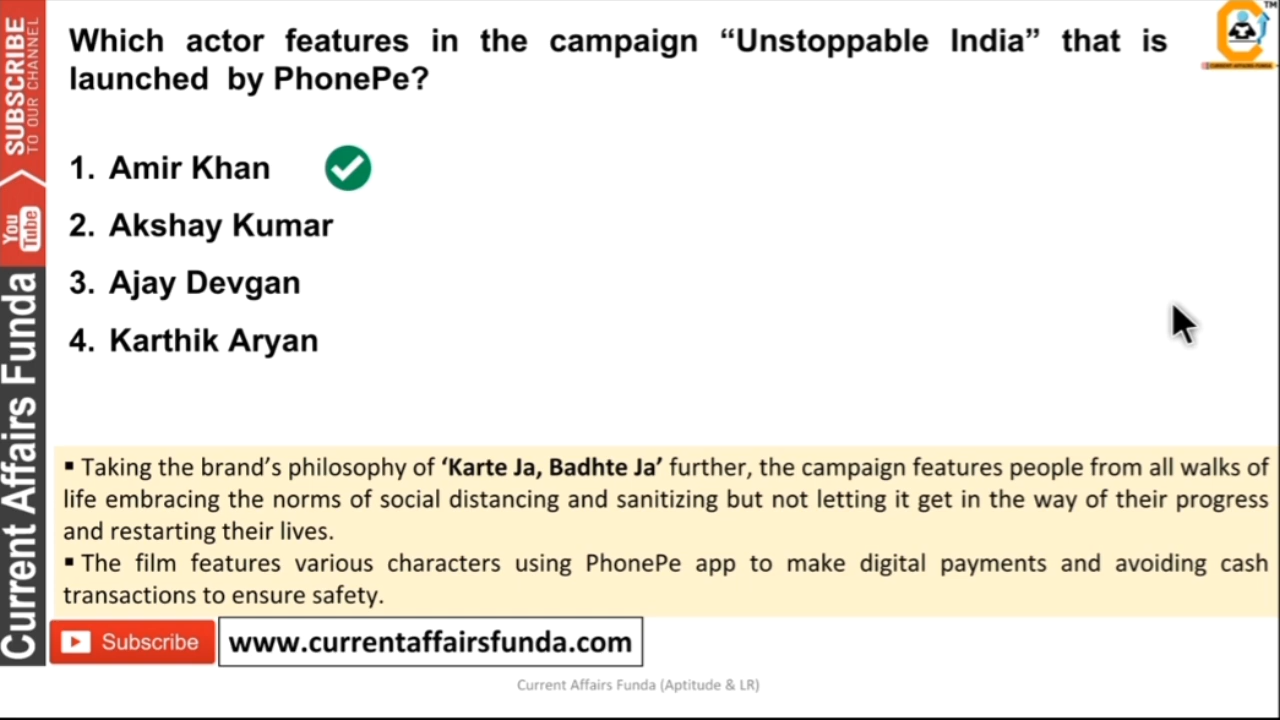 Which actor features in the campaign “Unstoppable India” that is
launched by PhonePe?
1. Amir Khan
2. Akshay Kumar
3. Ajay Devgan
4. Karthik Aryan
▪ Taking the brand’s philosophy of ‘Karte Ja, Badhte Ja’ further, the campaign features people from all walks of
life embracing the norms of social distancing and sanitizing but not letting it get in the way of their progress
and restarting their lives.
▪ The film features various characters using PhonePe app to make digital payments and avoiding cash
transactions to ensure safety.
Subscribe
www.currentaffairsfunda.com
Current Affairs Funda (Aptitude & LR)
SUBSCRIBE
TO OUR CHANNEL
You
Tube
Current Affairs Funda
TM
CURRENT AFFAIRS FUNDA